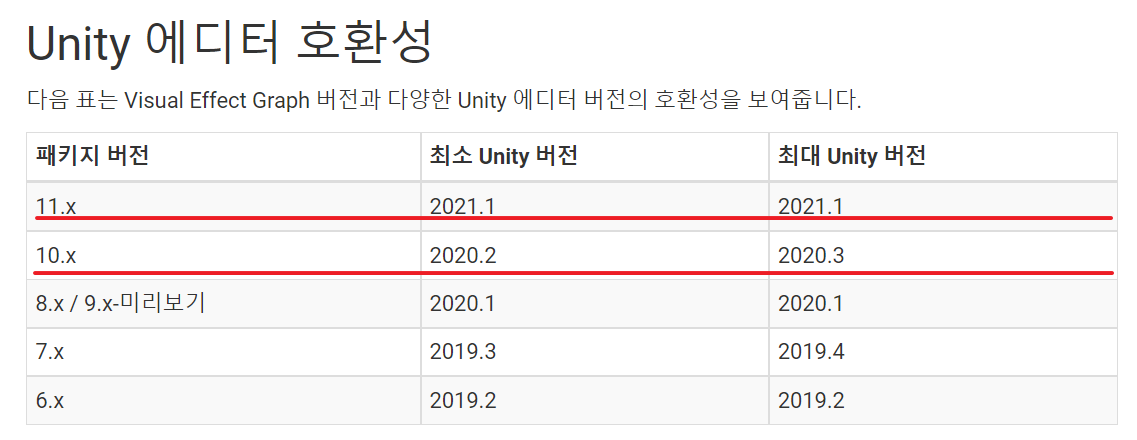 Unity 에디터 호환성
다음 표는 Visual Effect Graph 버전과 다양한 Unity 에디터 버전의 호환성을 보여줍니다.
패키지 버전 최소 Unity 버전 최대 Unity 버전
11.x 2021.1 2021.1
10.x 2020.2 2020.3
8.x / 9.x-미리보기 2020.1 2020.1
7.x 2019.3 2019.4
6.x 2019.2 2019.2